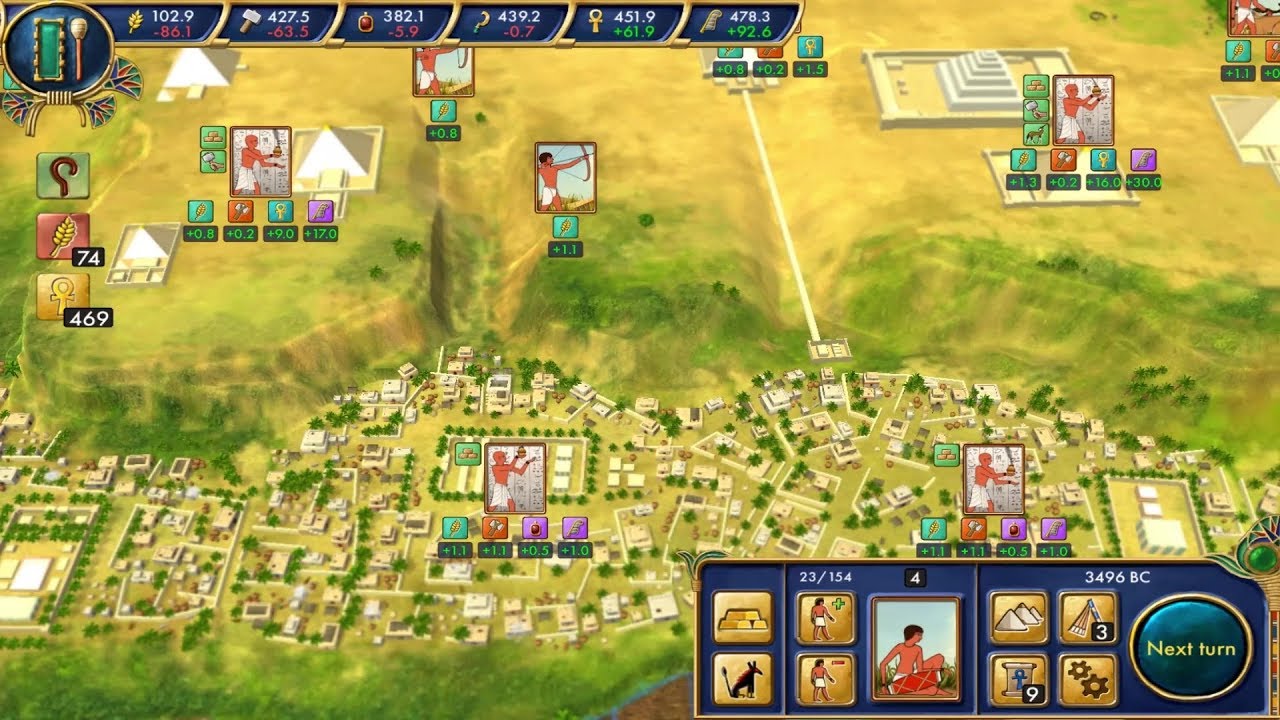 102.9 427.5 382.1 439.2 451.9 478.3
-86.1 -63.5 -5.9 -0.7 +61.9 +92.6
+0.8 +0.2 +1.5
+1.1
+0.8
+1.3 +0.2 +16.0 +30.0
+0.8 +0.2 +9.0 +17.0
+1.1
74
469
+1.1 +1.1 +0.5 +1.0
+1.1 +1.1 +0.5 +1.0
23/154 4 3496 BC
3
Next turn
9